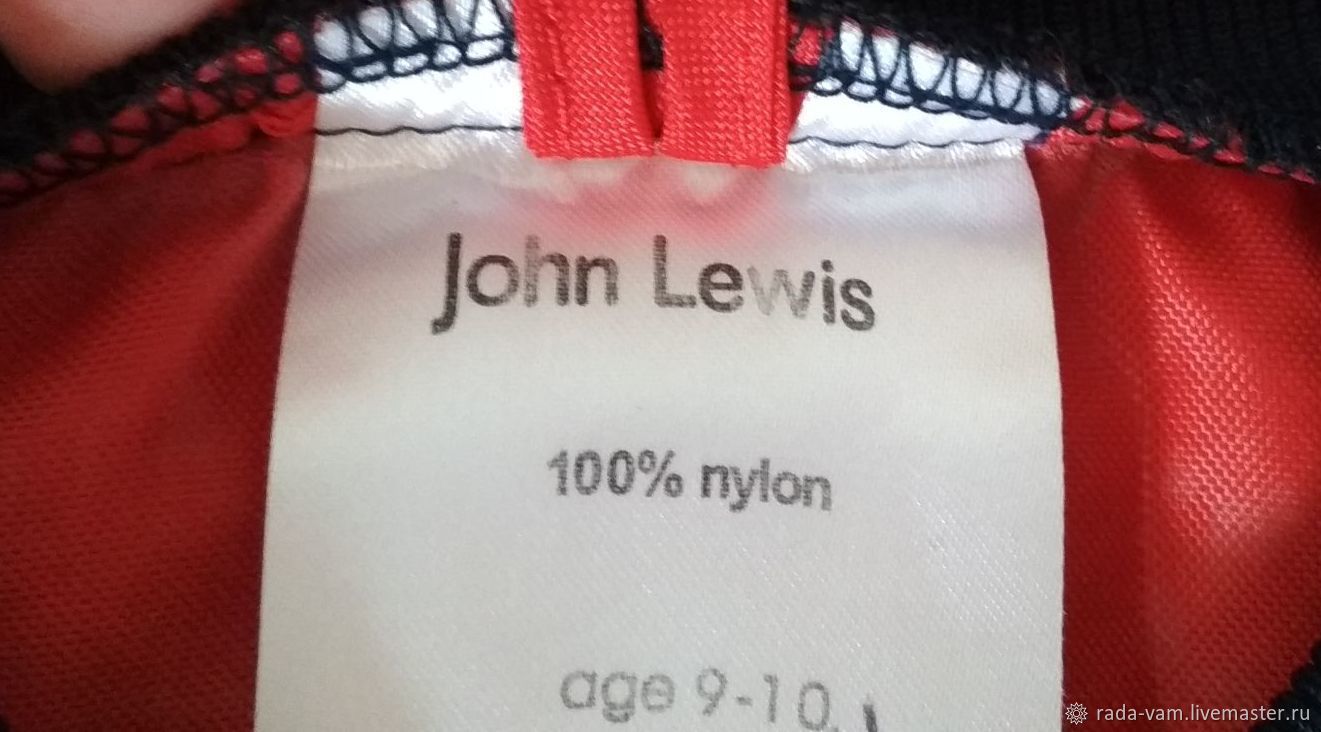 John Lewis
100% nylon
age 9-10
rada-vam.livemaster.ru